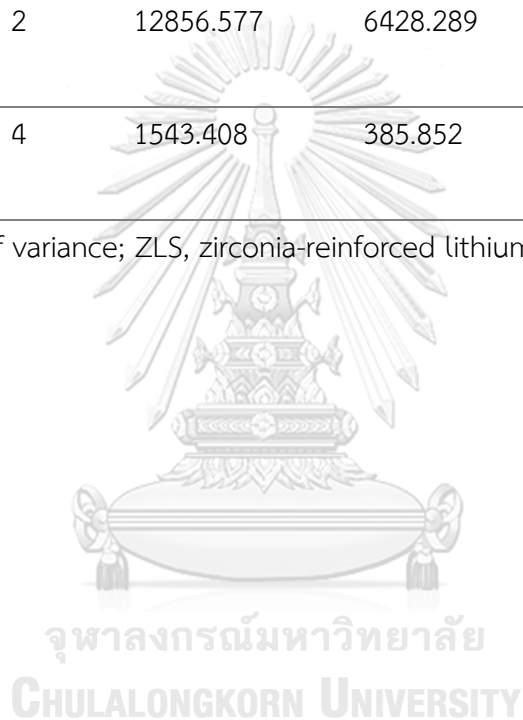 2 12856.577 6428.289
4 1543.408 385.852
f variance; ZLS, zirconia-reinforced lithium
จุฬาลงกรณ์มหาวิทยาลัย
CHULALONGKORN UNIVERSITY